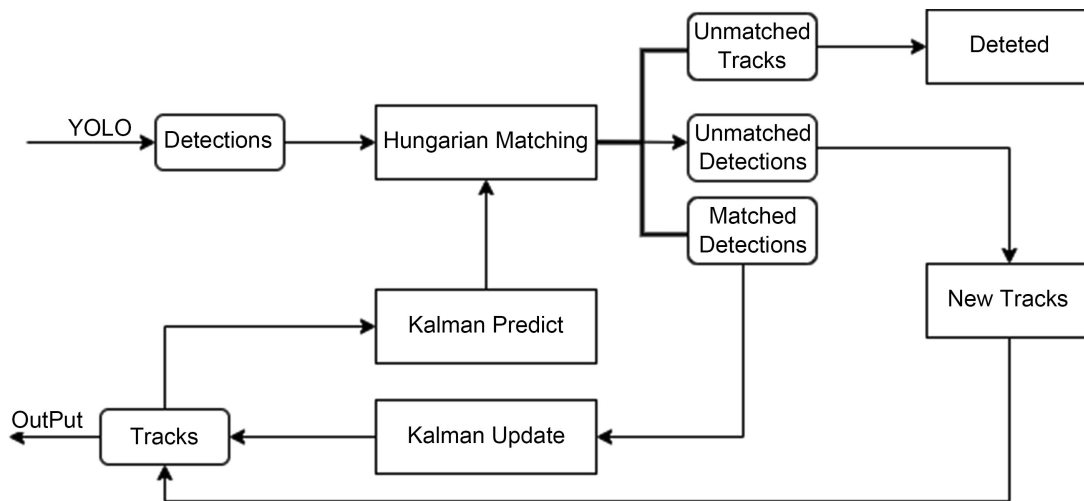 Unmatched
Tracks
Deteted
YOLO
Detections
Hungarian Matching
Unmatched
Detections
Matched
Detections
Kalman Predict
New Tracks
OutPut
Tracks
Kalman Update